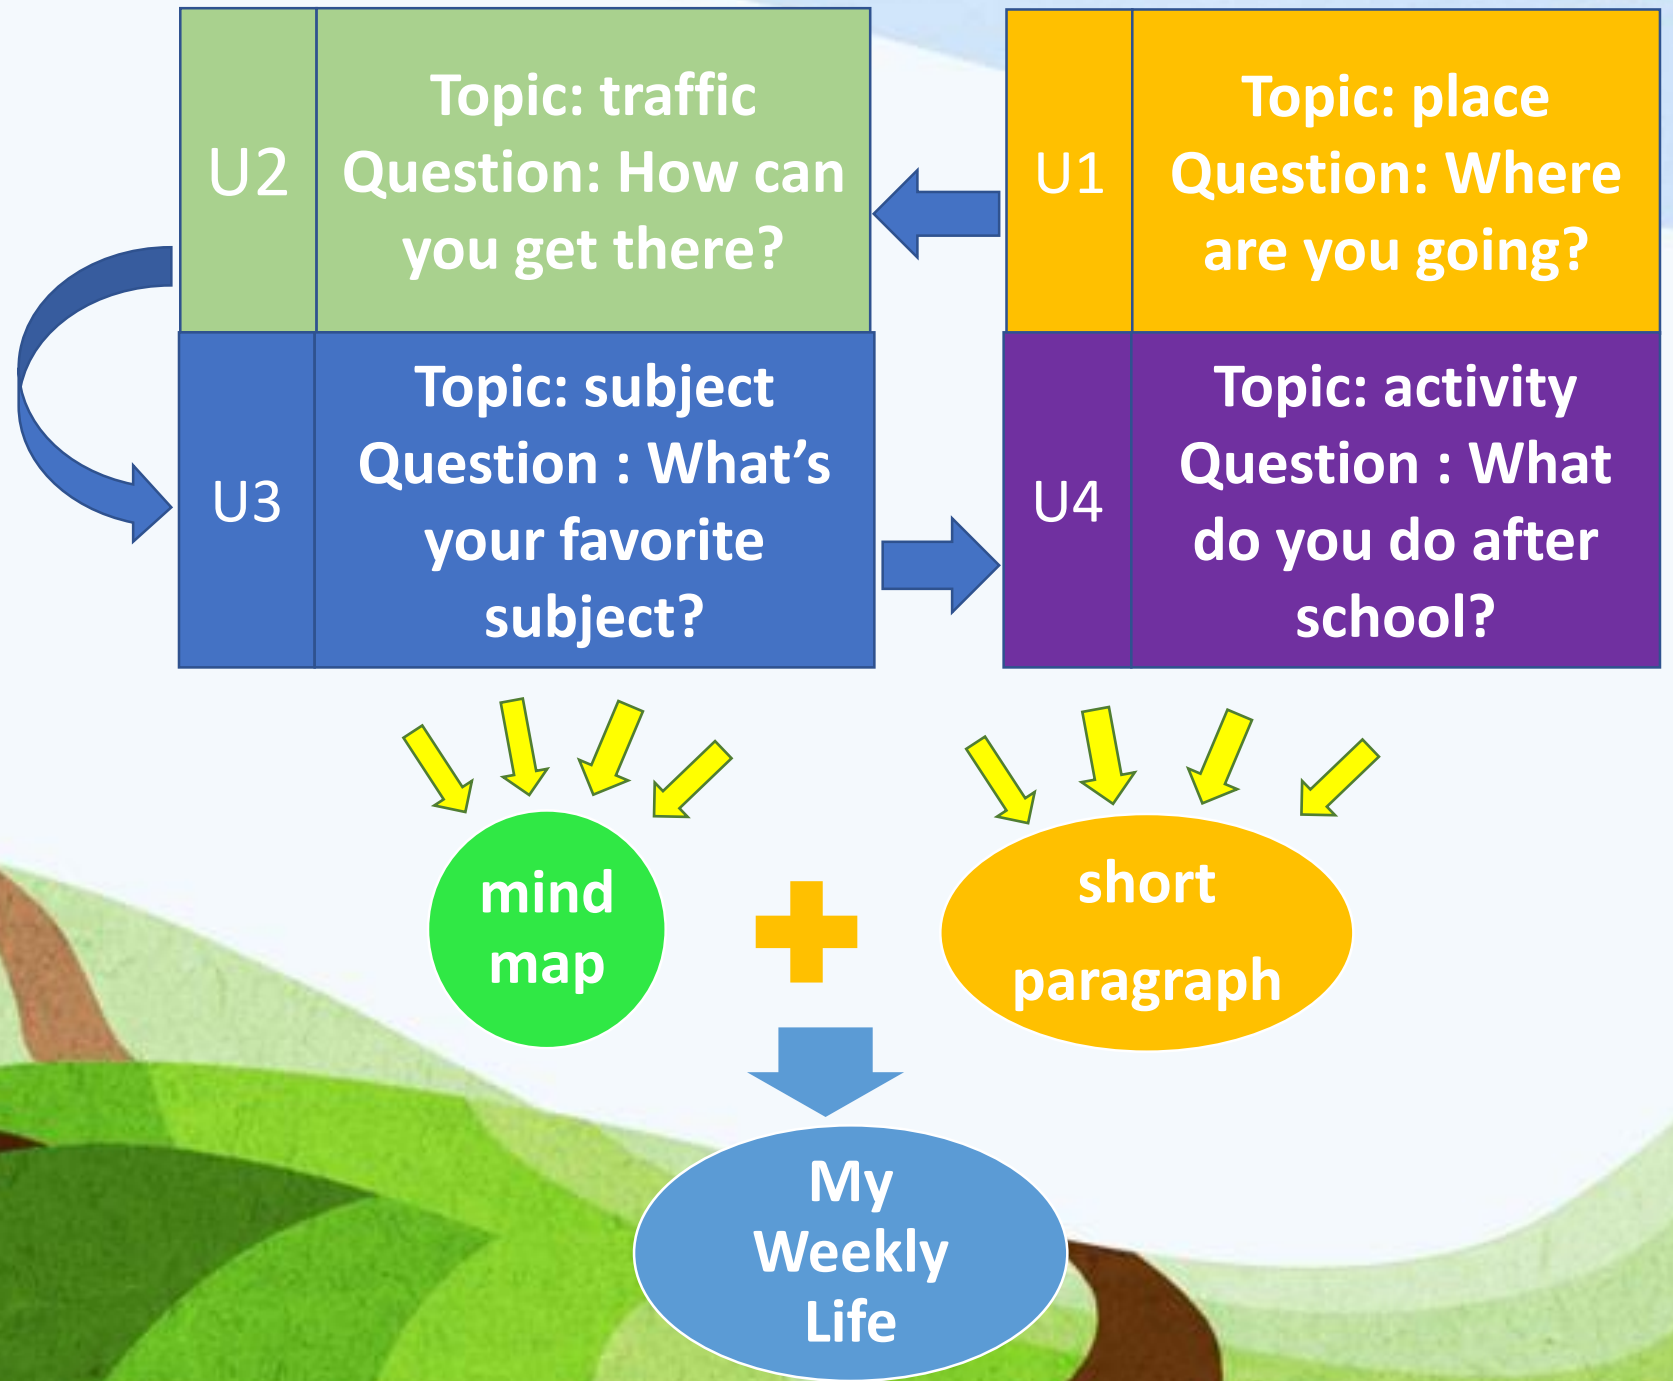 U2
Topic: traffic
Question: How can
you get there?
U1
Topic: place
Question: Where
are you going?
U3
Topic: subject
Question : What’s
your favorite
subject?
U4
Topic: activity
Question : What
do you do after
school?
mind
map
short
paragraph
My
Weekly
Life